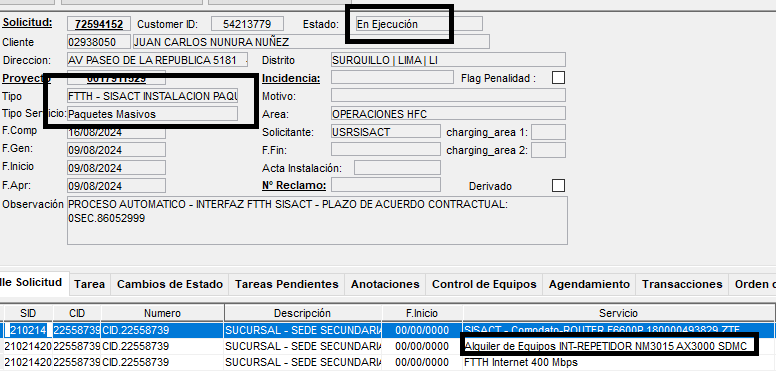 Solicitud: 72594152 Customer ID: 54213779 Estado: En Ejecución
Cliente 02938050 JUAN CARLOS NUNURA NUÑEZ
Direccion: AV PASEO DE LA REPUBLICA 5181 - Distrito SURQUILLO | LIMA | LI
Proyecto 0017911529 Incidencia: Flag Penalidad :
Tipo FTTH - SISACT INSTALACION PAQU Motivo:
Tipo Servicio: Paquetes Masivos Area: OPERACIONES HFC
F.Comp 16/08/2024 Solicitante: USRSISACT charging_area 1:
F.Gen: 09/08/2024 F.Fin: charging_area 2:
F.Inicio 09/08/2024 Acta Instalación:
F.Apr: 09/08/2024 Nº Reclamo: Derivado
Observación PROCESO AUTOMATICO - INTERFAZ FTTH SISACT - PLAZO DE ACUERDO CONTRACTUAL:
0SEC.86052999
lle Solicitud Tarea Cambios de Estado Tareas Pendientes Anotaciones Control de Equipos Agendamiento Transacciones Orden d
SID CID Numero Descripción F.Inicio Servicio
210214 22558739 CID.22558739 SUCURSAL - SEDE SECUNDARIA 00/00/0000 SISACT - Comodato-ROUTER F6600P 180000493829 ZTE
21021420 22558739 CID.22558739 SUCURSAL - SEDE SECUNDARIA 00/00/0000 Alquiler de Equipos INT-REPETIDOR NM3015 AX3000 SDMC
21021420 22558739 CID.22558739 SUCURSAL - SEDE SECUNDARIA 00/00/0000 FTTH Internet 400 Mbps